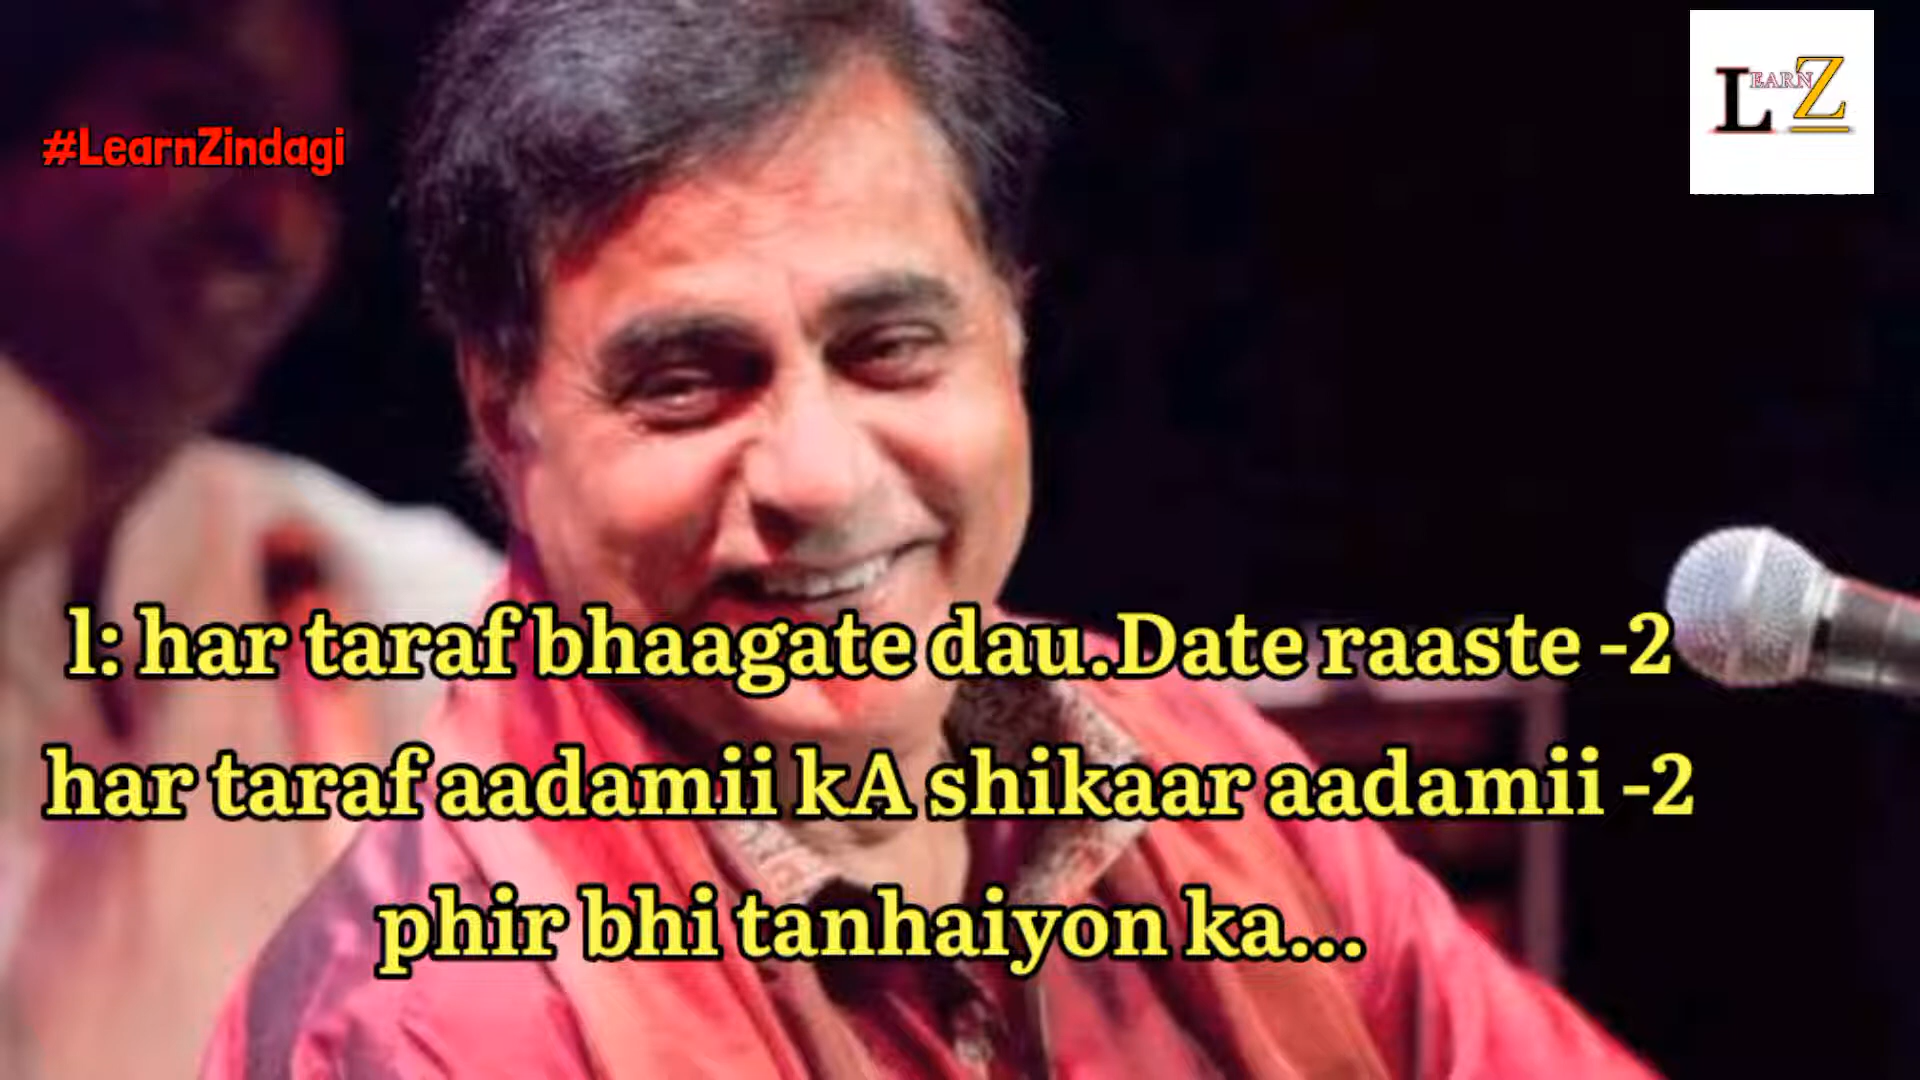 LEARNZ
#LearnZindagi
l: har taraf bhaagate dau.Date raaste -2
har taraf aadamii kA shikaar aadamii -2
phir bhi tanhaiyon ka...